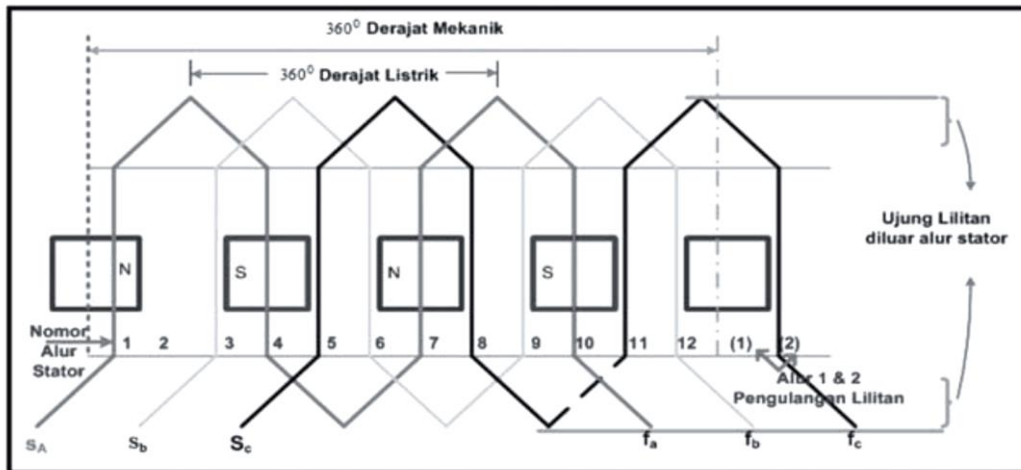 360⁰ Derajat Mekanik
360⁰ Derajat Listrik
Ujung Lilitan
diluar alur stator
N
S
N
S
Nomor
Alur
Stator
1 2 3 4 5 6 7 8 9 10 11 12 (1) (2)
Alur 1 & 2
Pengulangan Lilitan
SA
Sb
Sc
fa
fb
fc